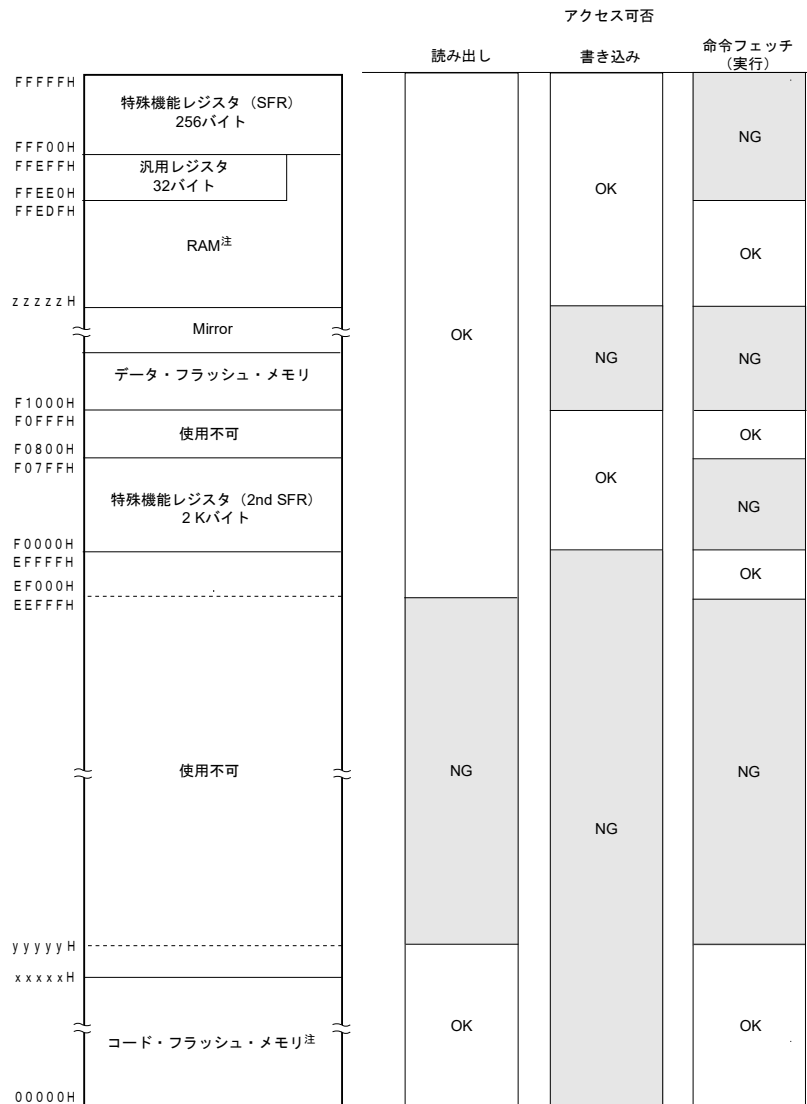 アクセス可否
読み出し
書き込み
命令フェッチ
（実行）
FFFFFH
特殊機能レジスタ（SFR）
256バイト
NG
FFF00H
FFEFFH
汎用レジスタ
32バイト
OK
FFEE0H
FFEDFH
RAM注
OK
zzzzzH
Mirror
OK
NG
NG
データ・フラッシュ・メモリ
F1000H
F0FFFH
使用不可
OK
F0800H
F07FFH
OK
特殊機能レジスタ（2nd SFR）
2 Kバイト
NG
F0000H
EFFFFH
OK
EF000H
EEFFFH
使用不可
NG
NG
NG
yyyyyH
xxxxxH
OK
OK
コード・フラッシュ・メモリ注
00000H